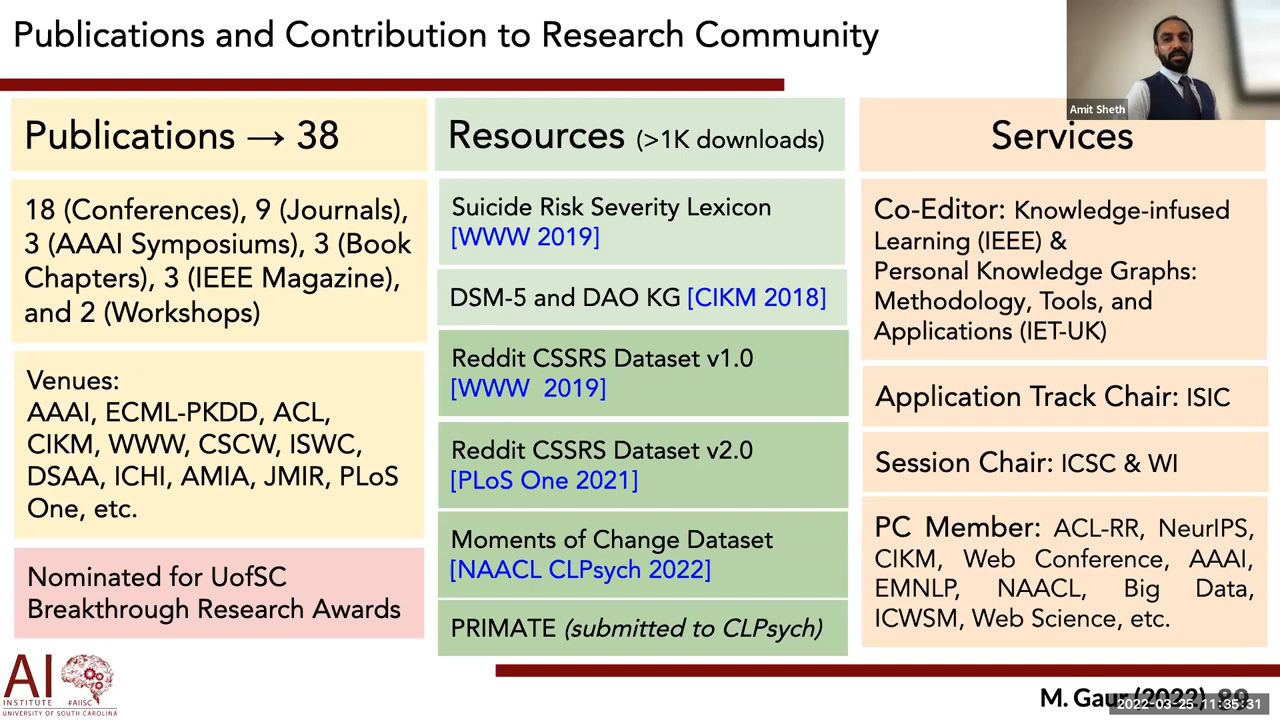 Publications and Contribution to Research Community
Amit Sheth
Publications → 38
18 (Conferences), 9 (Journals),
3 (AAAI Symposiums), 3 (Book
Chapters), 3 (IEEE Magazine),
and 2 (Workshops)
Venues:
AAAI, ECML-PKDD, ACL,
CIKM, WWW, CSCW, ISWC,
DSAA, ICHI, AMIA, JMIR, PLoS
One, etc.
Nominated for UofSC
Breakthrough Research Awards
Resources (>1K downloads)
Suicide Risk Severity Lexicon
[WWW 2019]
DSM-5 and DAO KG [CIKM 2018]
Reddit CSSRS Dataset v1.0
[WWW 2019]
Reddit CSSRS Dataset v2.0
[PLoS One 2021]
Moments of Change Dataset
[NAACL CLPsych 2022]
PRIMATE (submitted to CLPsych)
Services
Co-Editor: Knowledge-infused
Learning (IEEE) &
Personal Knowledge Graphs:
Methodology, Tools, and
Applications (IET-UK)
Application Track Chair: ISIC
Session Chair: ICSC & WI
PC Member: ACL-RR, NeurIPS,
CIKM, Web Conference, AAAI,
EMNLP, NAACL, Big Data,
ICWSM, Web Science, etc.
AI
INSTITUTE #AIISC
UNIVERSITY OF SOUTH CAROLINA
M. Gaur (2022) 89
2022-03-25 11:35:31